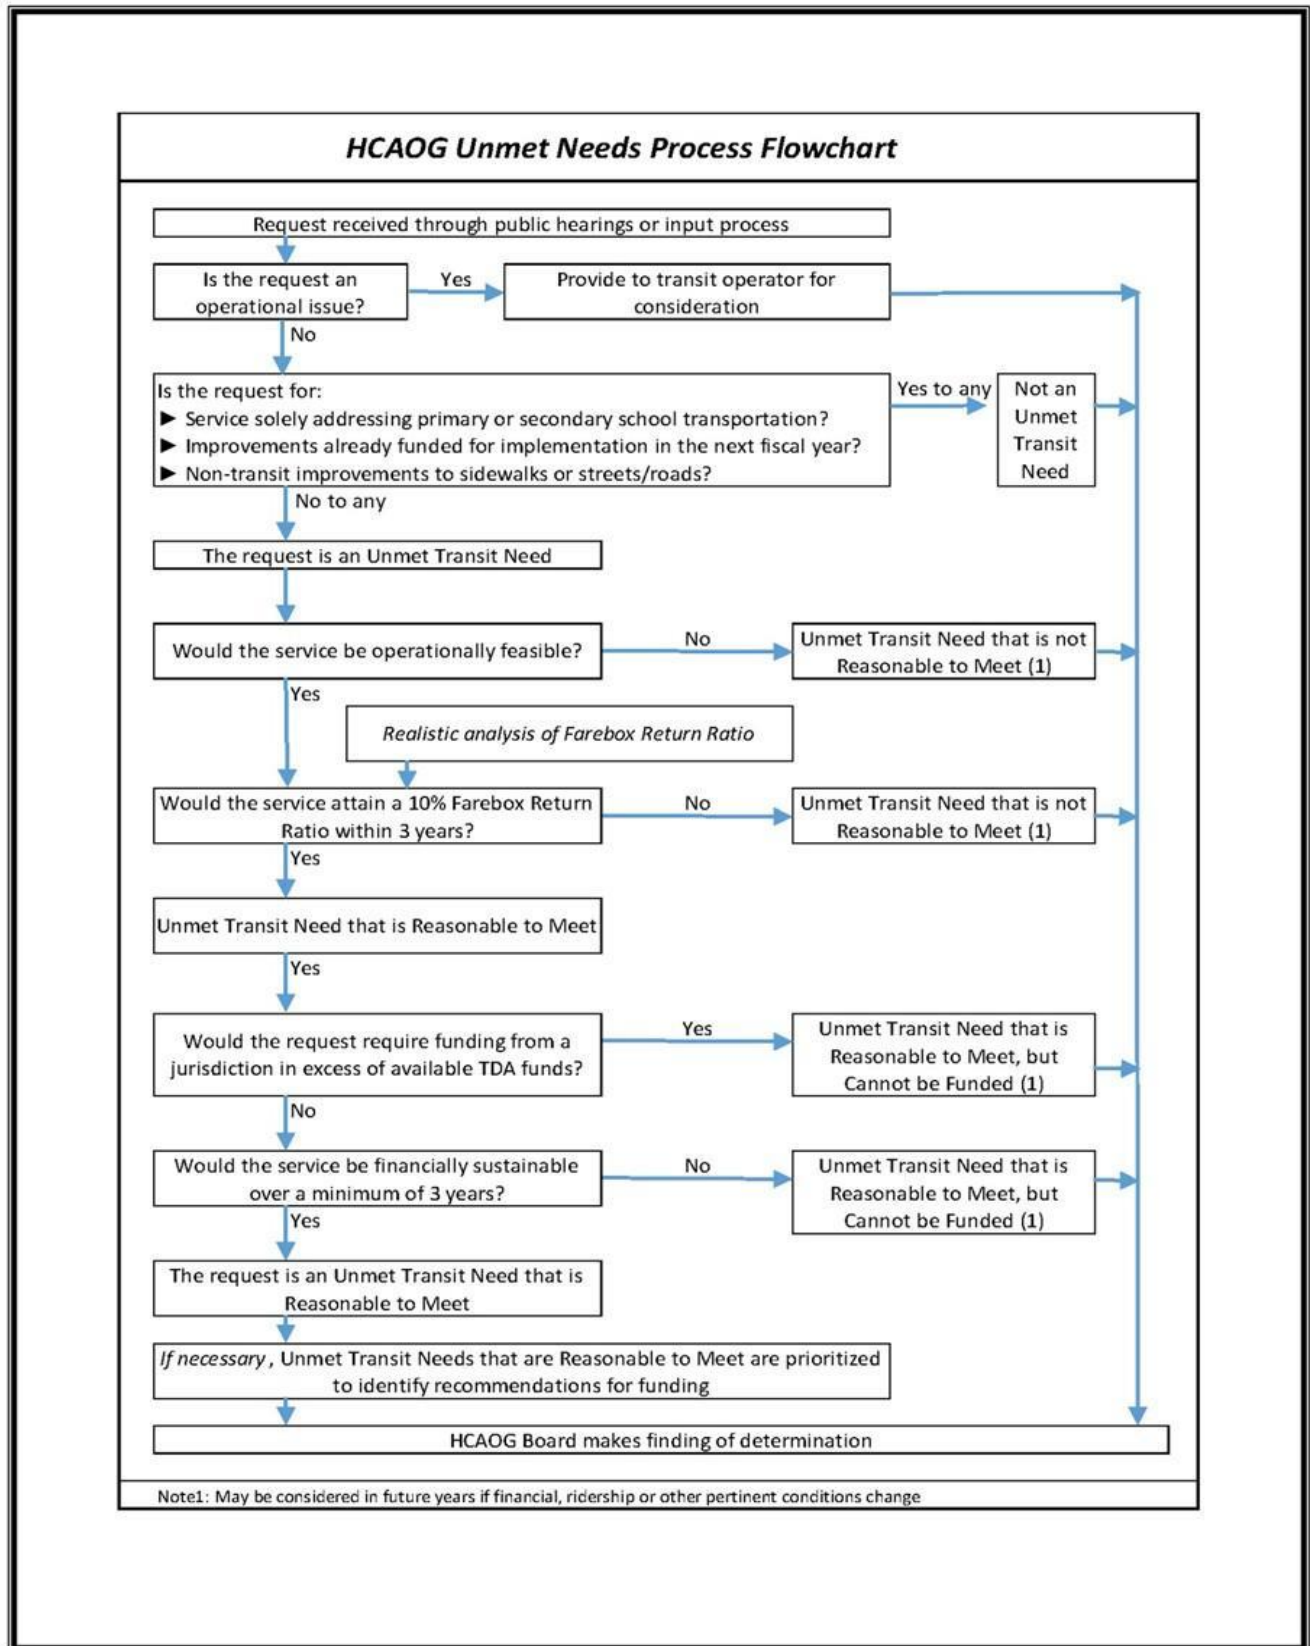 HCAOG Unmet Needs Process Flowchart
Request received through public hearings or input process
Is the request an
operational issue?
Yes
Provide to transit operator for
consideration
No
Is the request for:
► Service solely addressing primary or secondary school transportation?
► Improvements already funded for implementation in the next fiscal year?
► Non-transit improvements to sidewalks or streets/roads?
Yes to any
Not an
Unmet
Transit
Need
No to any
The request is an Unmet Transit Need
Would the service be operationally feasible?
No
Unmet Transit Need that is not
Reasonable to Meet (1)
Yes
Realistic analysis of Farebox Return Ratio
Would the service attain a 10% Farebox Return
Ratio within 3 years?
No
Unmet Transit Need that is not
Reasonable to Meet (1)
Yes
Unmet Transit Need that is Reasonable to Meet
Yes
Would the request require funding from a
jurisdiction in excess of available TDA funds?
Yes
Unmet Transit Need that is
Reasonable to Meet, but
Cannot be Funded (1)
No
Would the service be financially sustainable
over a minimum of 3 years?
No
Unmet Transit Need that is
Reasonable to Meet, but
Cannot be Funded (1)
Yes
The request is an Unmet Transit Need that is
Reasonable to Meet
If necessary, Unmet Transit Needs that are Reasonable to Meet are prioritized
to identify recommendations for funding
HCAOG Board makes finding of determination
Note1: May be considered in future years if financial, ridership or other pertinent conditions change